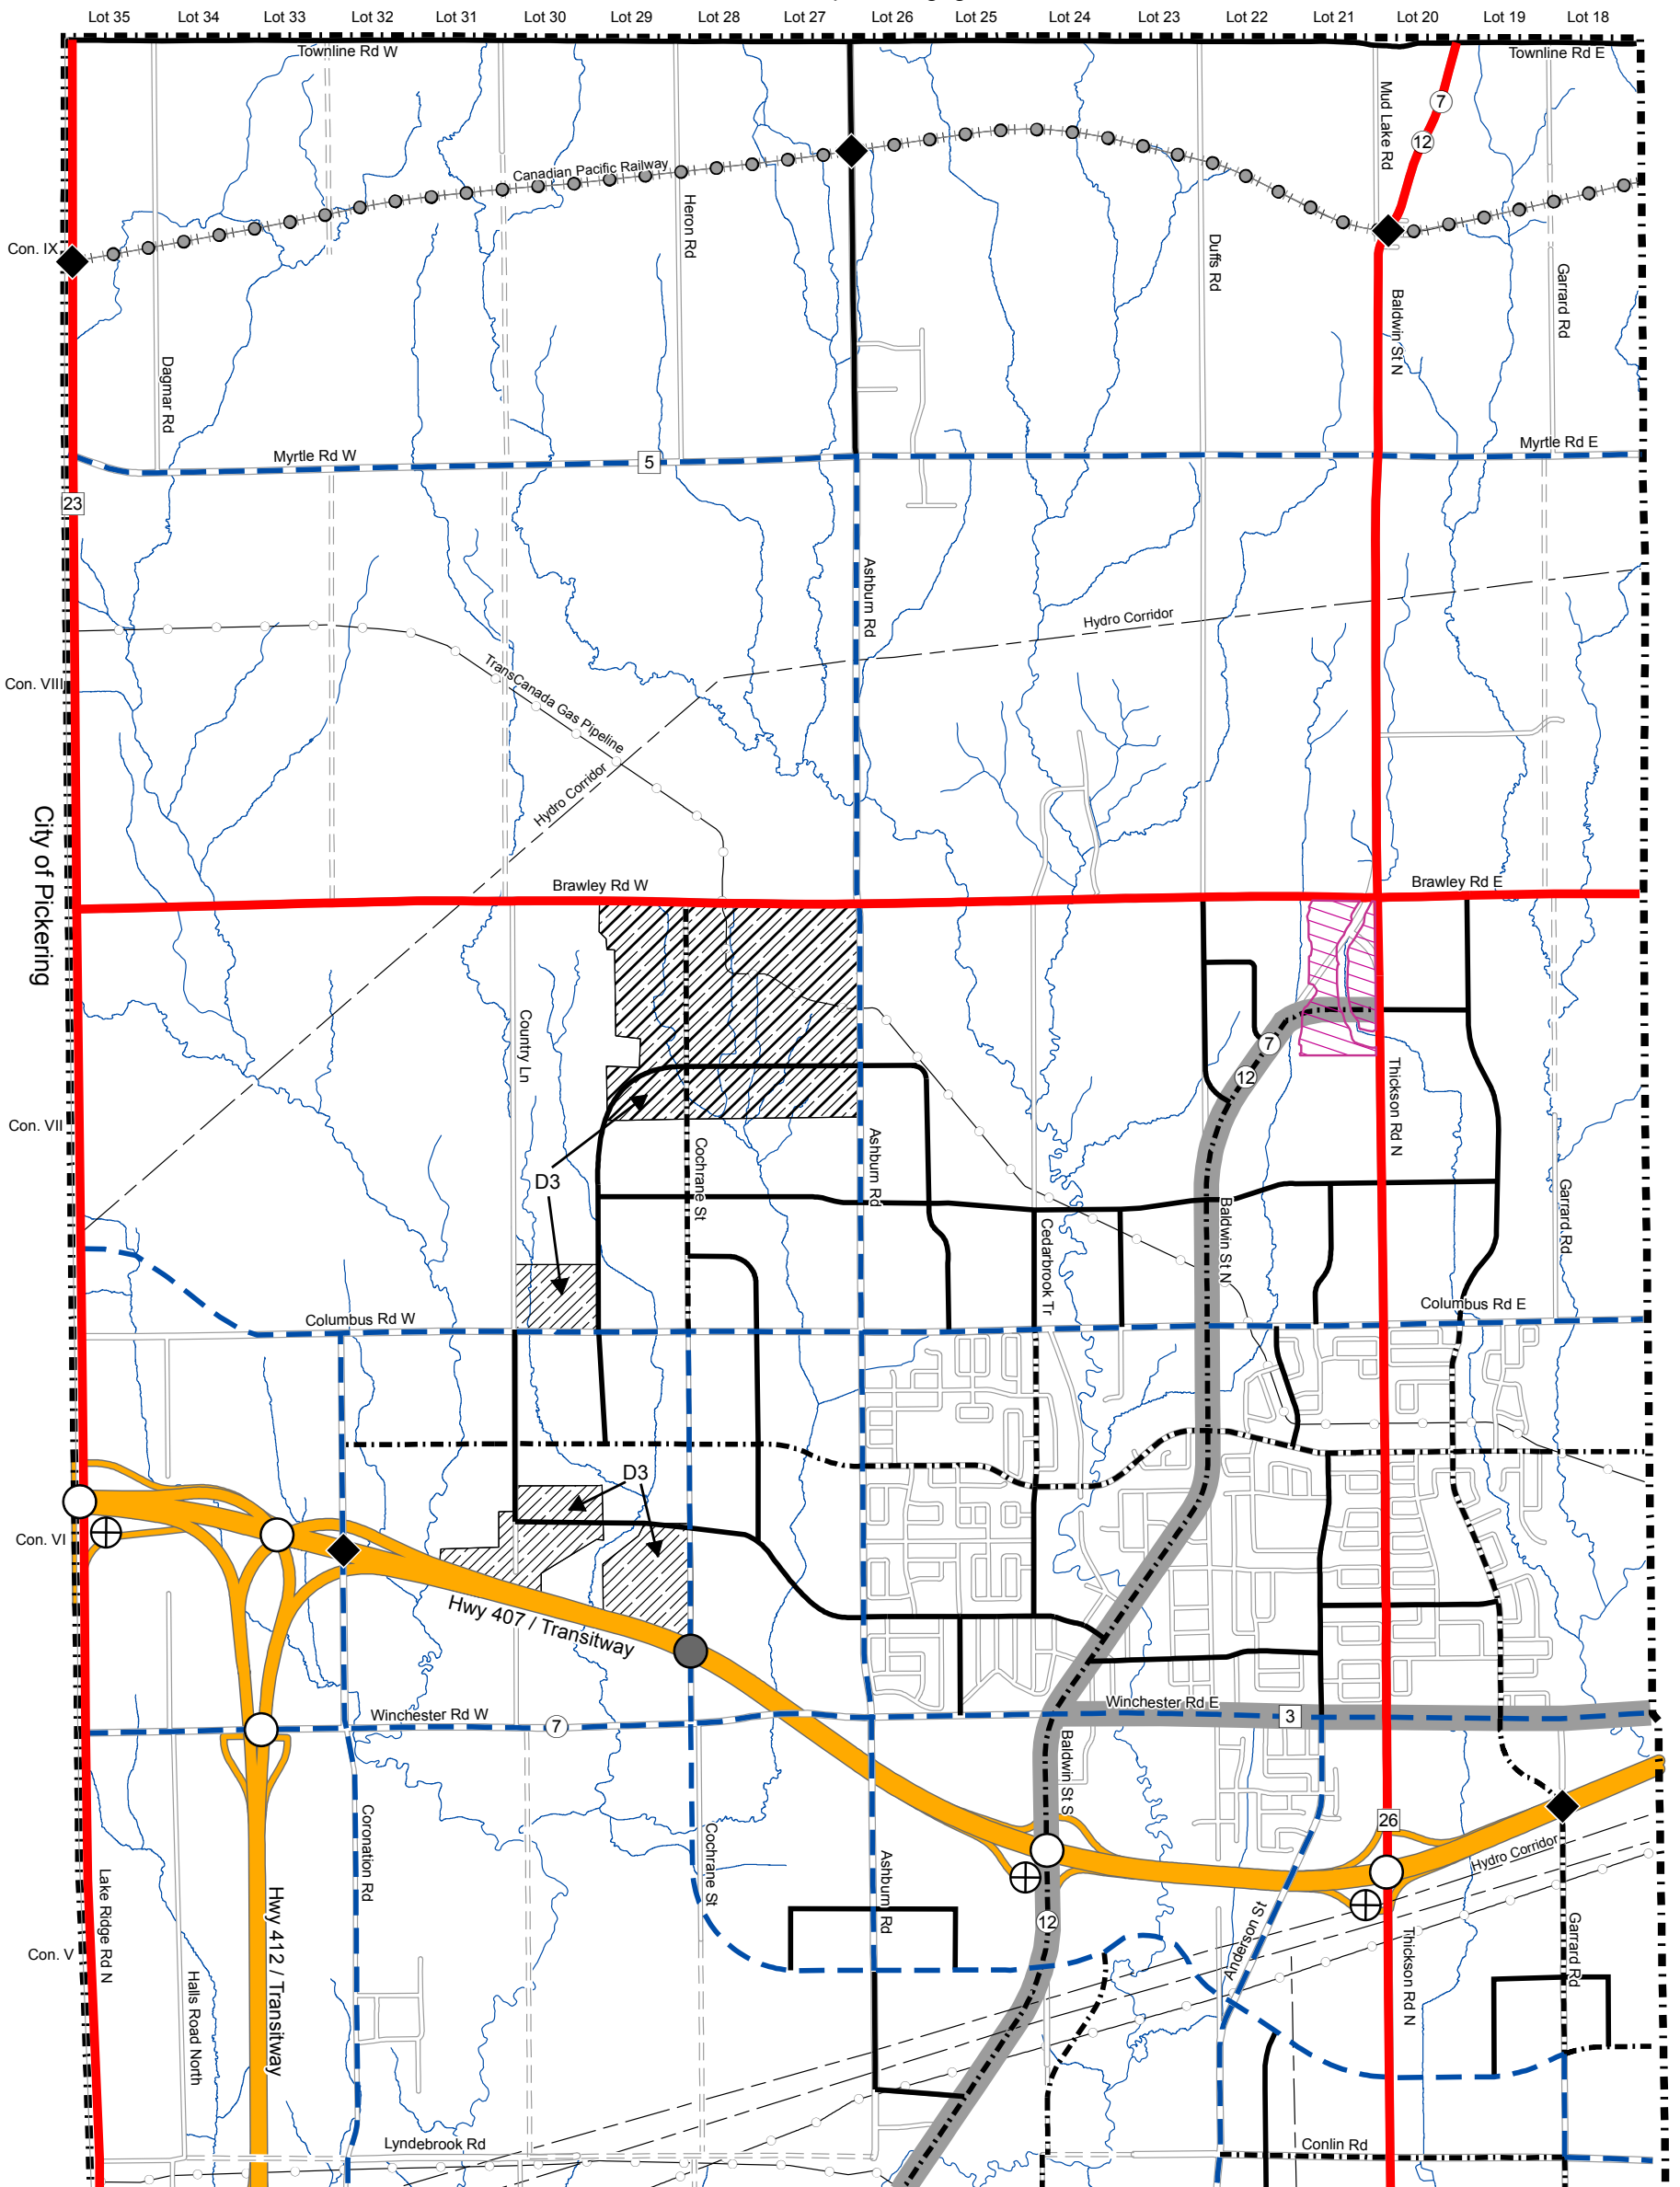 Lot 35 Lot 34 Lot 33 Lot 32 Lot 31 Lot 30 Lot 29 Lot 28 Lot 27 Lot 26 Lot 25 Lot 24 Lot 23 Lot 22 Lot 21 Lot 20 Lot 19 Lot 18
Townline Rd W
Townline Rd E
7
Mud Lake Rd
12
Canadian Pacific Railway
Heron Rd
Duffs Rd
Con. IX
Garrard Rd
Baldwin St N
Dagmar Rd
Myrtle Rd W
5
Myrtle Rd E
23
Ashburn Rd
Hydro Corridor
Con. VIII
TransCanada Gas Pipeline
Hydro Corridor
City of Pickering
Brawley Rd W
Brawley Rd E
Country Ln
7
12
Thickson Rd N
Con. VII
Cochrane St
Ashburn Rd
D3
Cedarbrook Tr
Baldwin St N
Garrard Rd
Columbus Rd W
Columbus Rd E
D3
Con. VI
Hwy 407 / Transitway
Winchester Rd W
7
Winchester Rd E
3
Baldwin St S
Coronation Rd
Cochrane St
Ashburn Rd
26
Hydro Corridor
Lake Ridge Rd N
Hwy 412 / Transitway
12
Anderson St
Thickson Rd N
Garrard Rd
Con. V
Halls Road North
Lyndebrook Rd
Conlin Rd